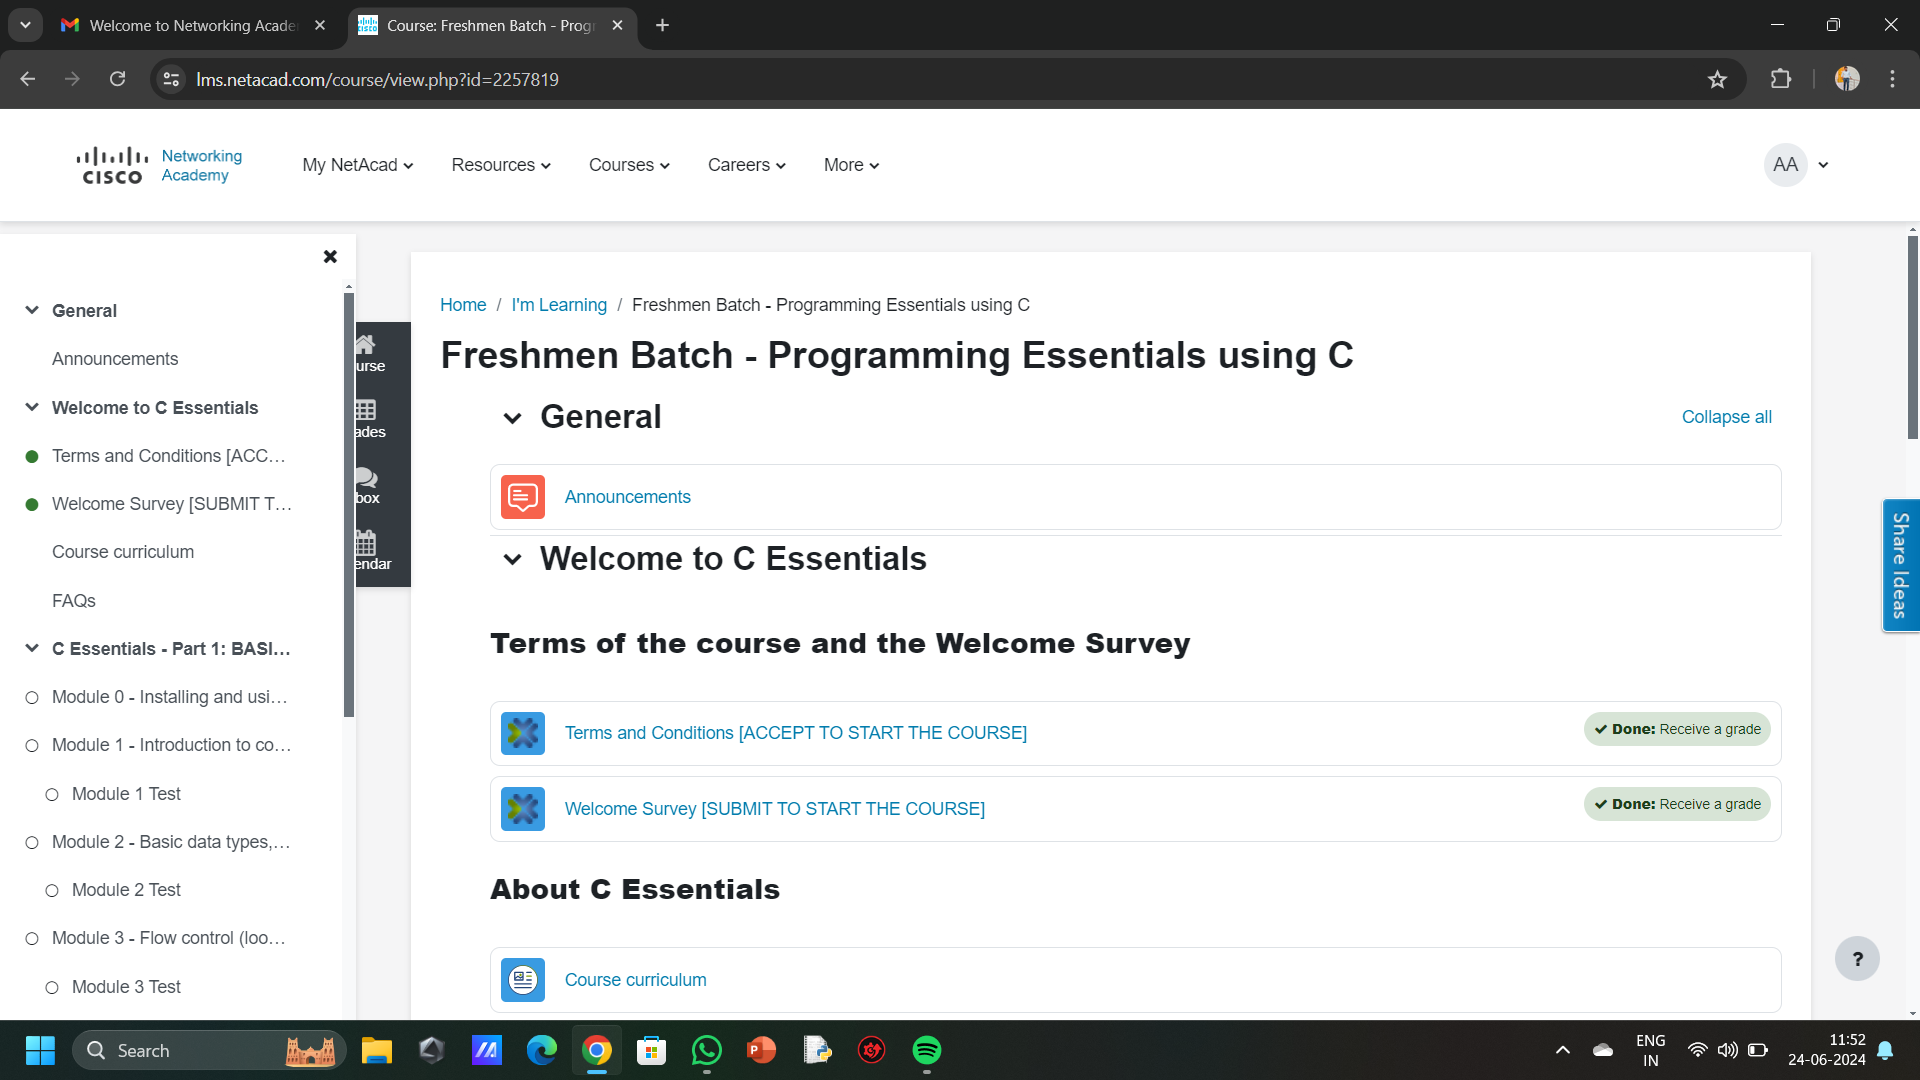 Welcome to Networking Acade
Course: Freshmen Batch - Progr
lms.netacad.com/course/view.php?id=2257819
CISCO
Networking
Academy
My NetAcad
Resources
Courses
Careers
More
AA
General
Announcements
Welcome to C Essentials
Terms and Conditions [ACC...
Welcome Survey [SUBMIT T...
Course curriculum
FAQs
C Essentials - Part 1: BASI...
Module 0 - Installing and usi...
Module 1 - Introduction to co...
Module 1 Test
Module 2 - Basic data types,...
Module 2 Test
Module 3 - Flow control (loo...
Module 3 Test
urse
ades
box
endar
Home / I'm Learning / Freshmen Batch - Programming Essentials using C
Freshmen Batch - Programming Essentials using C
General
Collapse all
Announcements
Welcome to C Essentials
Terms of the course and the Welcome Survey
Terms and Conditions [ACCEPT TO START THE COURSE]
Done: Receive a grade
Welcome Survey [SUBMIT TO START THE COURSE]
Done: Receive a grade
About C Essentials
Course curriculum
Share Ideas
?
Search
ENG
IN
11:52
24-06-2024